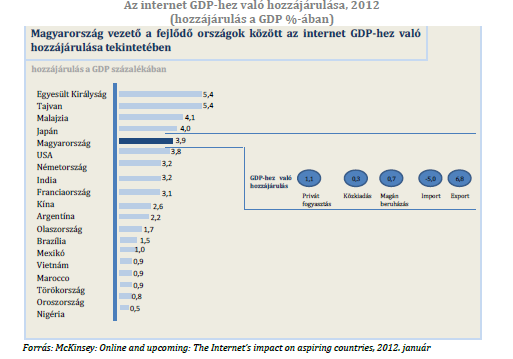 Az internet GDP-hez való hozzájárulása, 2012
(hozzájárulás a GDP %-ában)
Magyarország vezető a fejlődő országok között az internet GDP-hez való
hozzájárulása tekintetében
hozzájárulás a GDP százalékában
Egyesült Királyság 5,4
Tajvan 5,4
Malajzia 4,1
Japán 4,0
Magyarország 3,9
USA 3,8
Németország 3,2
India 3,2
Franciaország 3,1
Kína 2,6
Argentína 2,2
Olaszország 1,7
Brazília 1,5
Mexikó 1,0
Vietnám 0,9
Marocco 0,9
Törökország 0,9
Oroszország 0,8
Nigéria 0,5
GDP-hez való
hozzájárulás
1,1 0,3 0,7 -5,0 6,8
Privát
fogyasztás
Közkiadás
Magán
beruházás
Import
Export
Forrás: McKinsey: Online and upcoming: The Internet's impact on aspiring countries, 2012. január